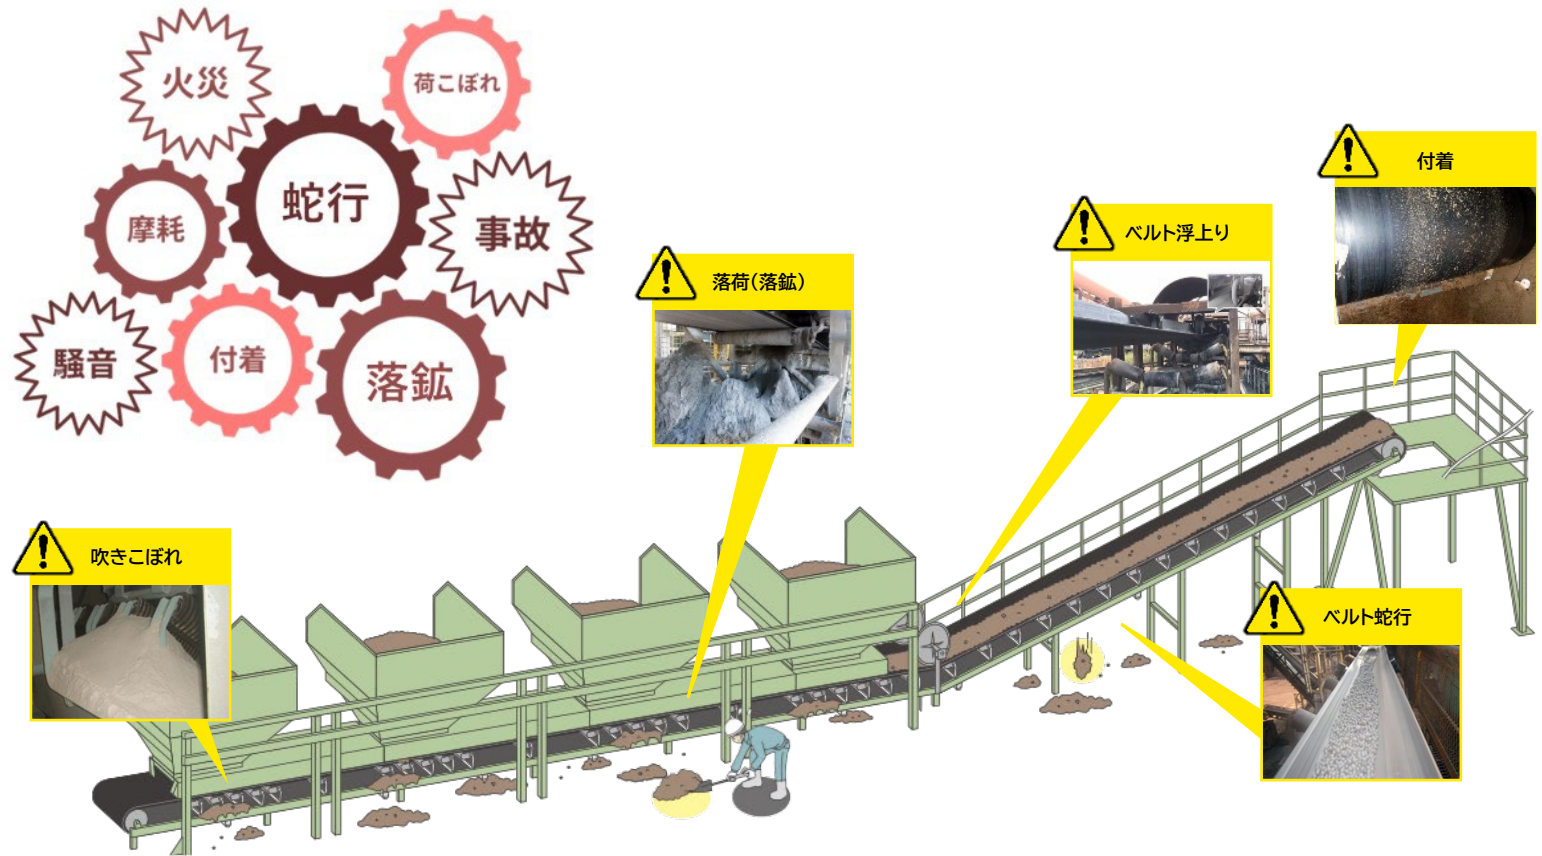 火災
荷こぼれ
蛇行
摩耗
事故
騒音
付着
落鉱
付着
ベルト浮上り
落荷(落鉱)
吹きこぼれ
ベルト蛇行